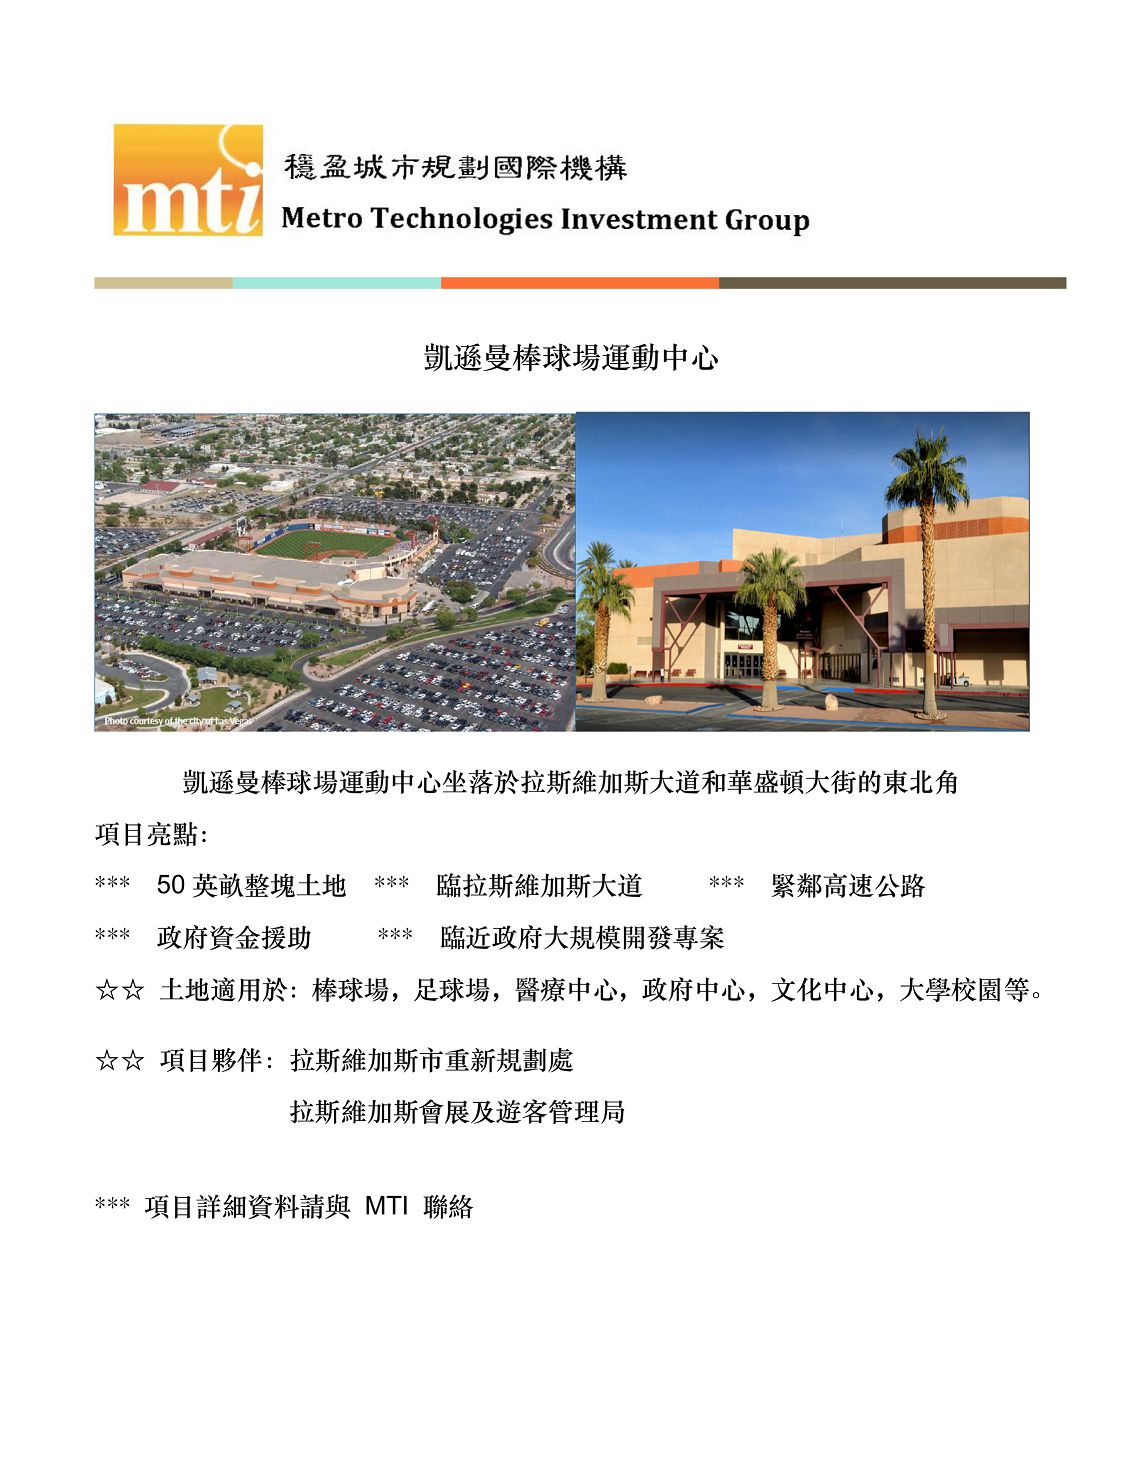 mti
穩盈城市規劃國際機構
Metro Technologies Investment Group
凱遜曼棒球場運動中心
Photo courtesy of the city of Las Vegas
凱遜曼棒球場運動中心坐落於拉斯維加斯大道和華盛頓大街的東北角
項目亮點：
*** 50 英畝整塊土地 *** 臨拉斯維加斯大道 *** 緊鄰高速公路
*** 政府資金援助 *** 臨近政府大規模開發專案
☆☆ 土地適用於：棒球場，足球場，醫療中心，政府中心，文化中心，大學校園等。
☆☆ 項目夥伴：拉斯維加斯市重新規劃處
拉斯維加斯會展及遊客管理局
*** 項目詳細資料請與 MTI 聯絡